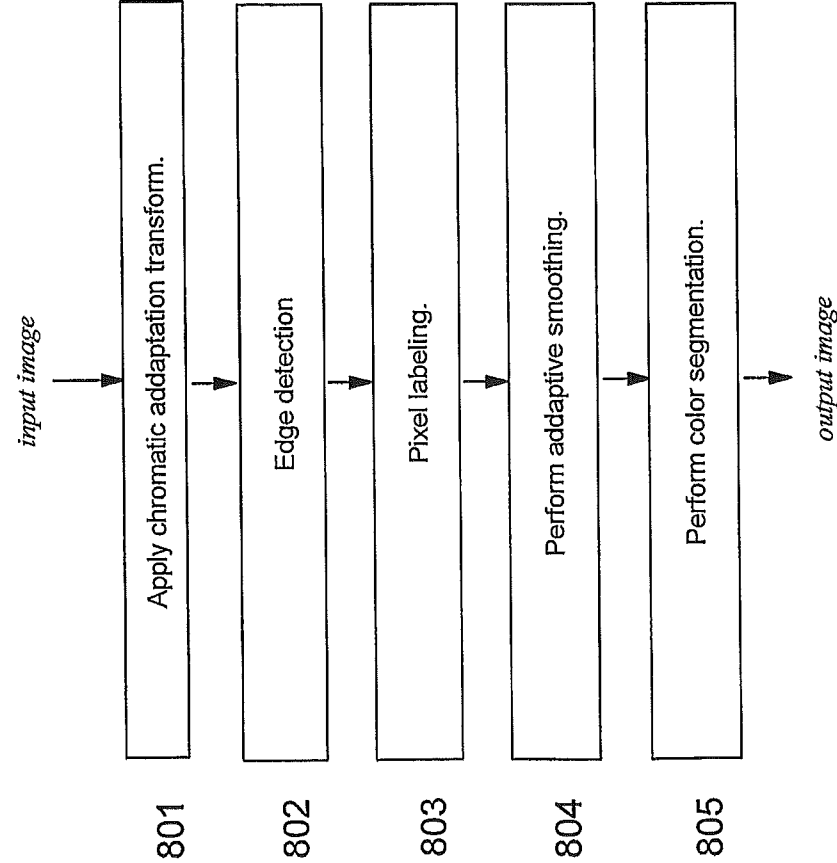 input image
801
Apply chromatic addaptation transform.
802
Edge detection
803
Pixel labeling.
804
Perform addaptive smoothing.
805
Perform color segmentation.
output image